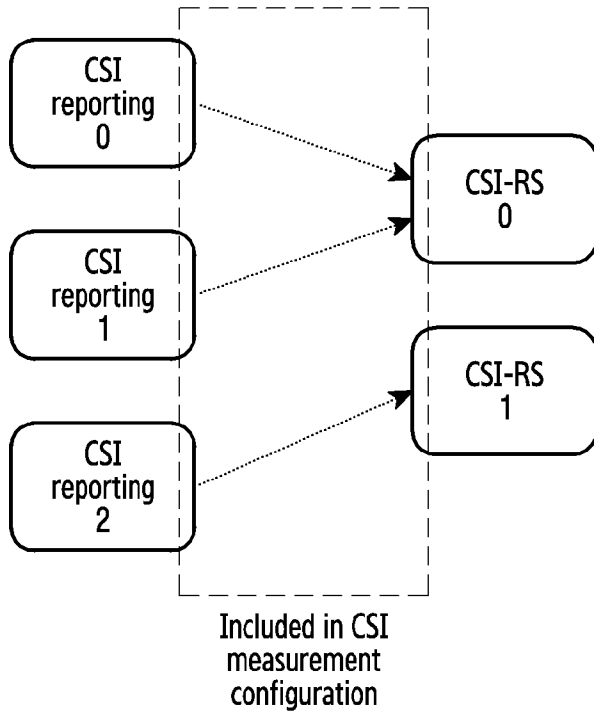 CSI
reporting
0
CSI
reporting
1
CSI
reporting
2
CSI-RS
0
CSI-RS
1
Included in CSI
measurement
configuration